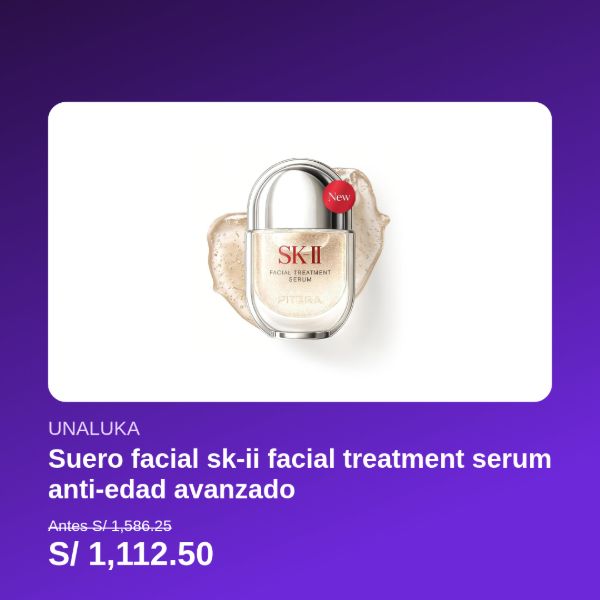 New
SK-II
FACIAL TREATMENT
SERUM
PITERA
UNALUKA
Suero facial sk-ii facial treatment serum
anti-edad avanzado
Antes S/ 1,586.25
S/ 1,112.50